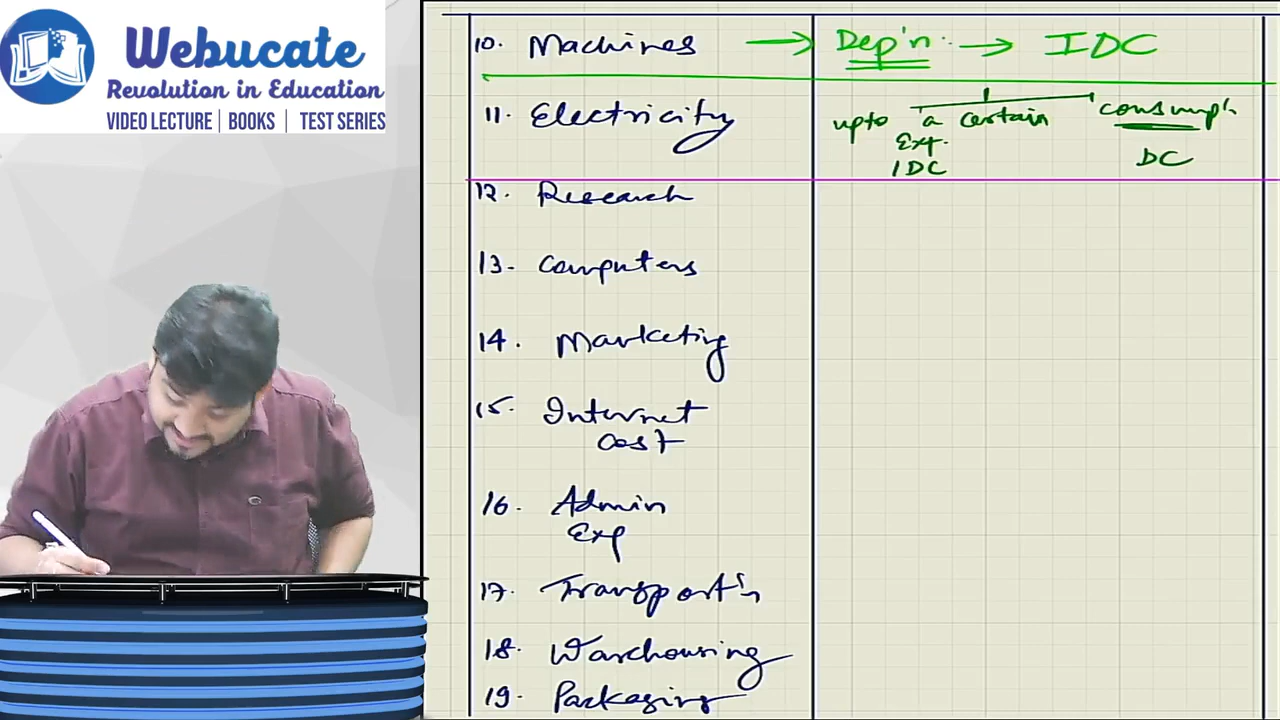 Webucate
Revolution in Education
VIDEO LECTURE | BOOKS | TEST SERIES
10. Machines → Dep'n. → IDC
11. Electricity upto a certain consump'n
Exp. IDC DC
12. Research
13. Computers
14. Marketing
15. Internet
Cost
16. Admin
Exp
17. Transport'n
18. Warehousing
19. Packaging